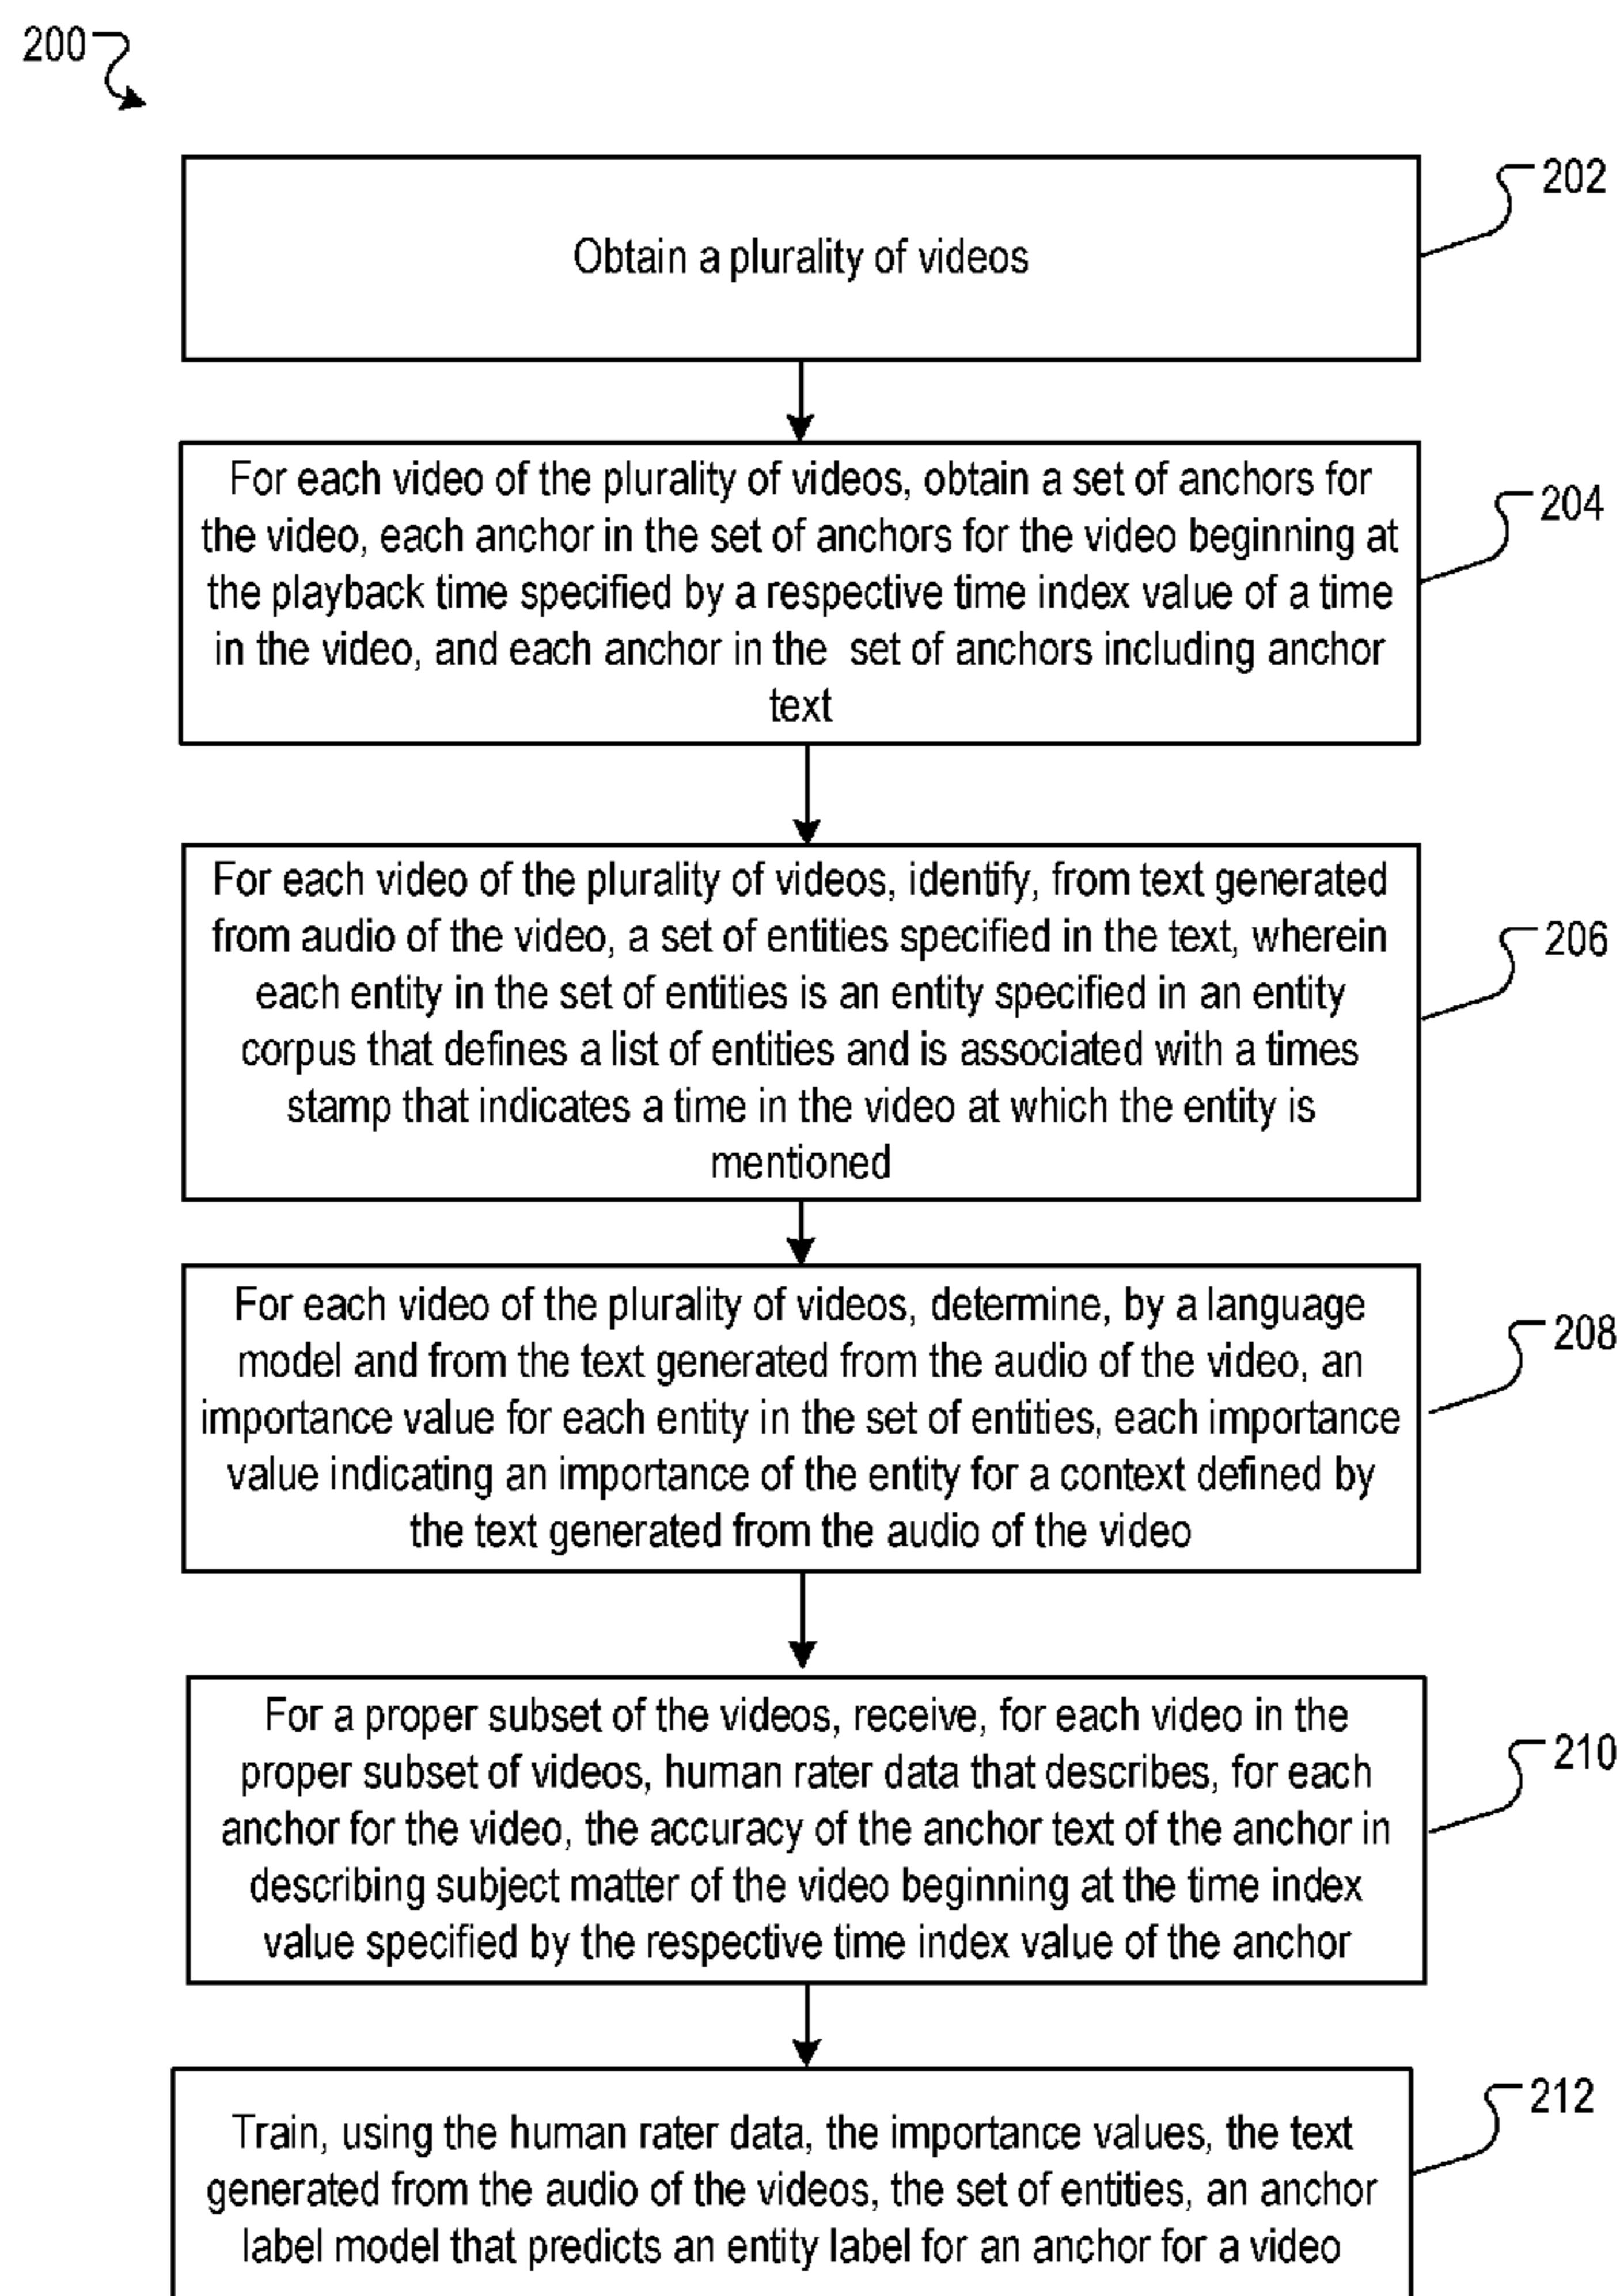 200
202
Obtain a plurality of videos
For each video of the plurality of videos, obtain a set of anchors for
the video, each anchor in the set of anchors for the video beginning at
the playback time specified by a respective time index value of a time
in the video, and each anchor in the set of anchors including anchor
text
204
For each video of the plurality of videos, identify, from text generated
from audio of the video, a set of entities specified in the text, wherein
each entity in the set of entities is an entity specified in an entity
corpus that defines a list of entities and is associated with a times
stamp that indicates a time in the video at which the entity is
mentioned
206
For each video of the plurality of videos, determine, by a language
model and from the text generated from the audio of the video, an
importance value for each entity in the set of entities, each importance
value indicating an importance of the entity for a context defined by
the text generated from the audio of the video
208
For a proper subset of the videos, receive, for each video in the
proper subset of videos, human rater data that describes, for each
anchor for the video, the accuracy of the anchor text of the anchor in
describing subject matter of the video beginning at the time index
value specified by the respective time index value of the anchor
210
Train, using the human rater data, the importance values, the text
generated from the audio of the videos, the set of entities, an anchor
label model that predicts an entity label for an anchor for a video
212